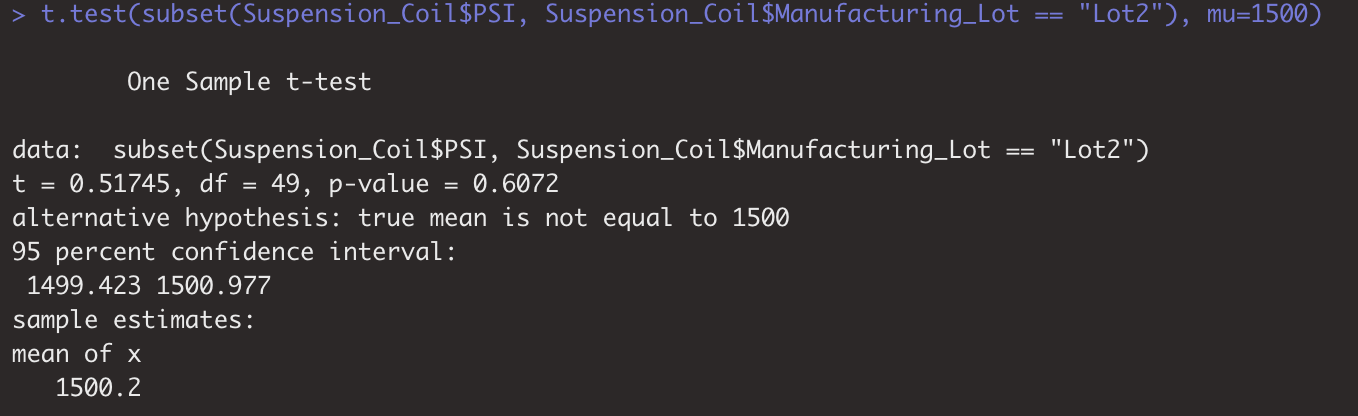 > t.test(subset(Suspension_Coil$PSI, Suspension_Coil$Manufacturing_Lot == "Lot2"), mu=1500)
One Sample t-test
data:  subset(Suspension_Coil$PSI, Suspension_Coil$Manufacturing_Lot == "Lot2")
t = 0.51745, df = 49, p-value = 0.6072
alternative hypothesis: true mean is not equal to 1500
95 percent confidence interval:
1499.423 1500.977
sample estimates:
mean of x
1500.2